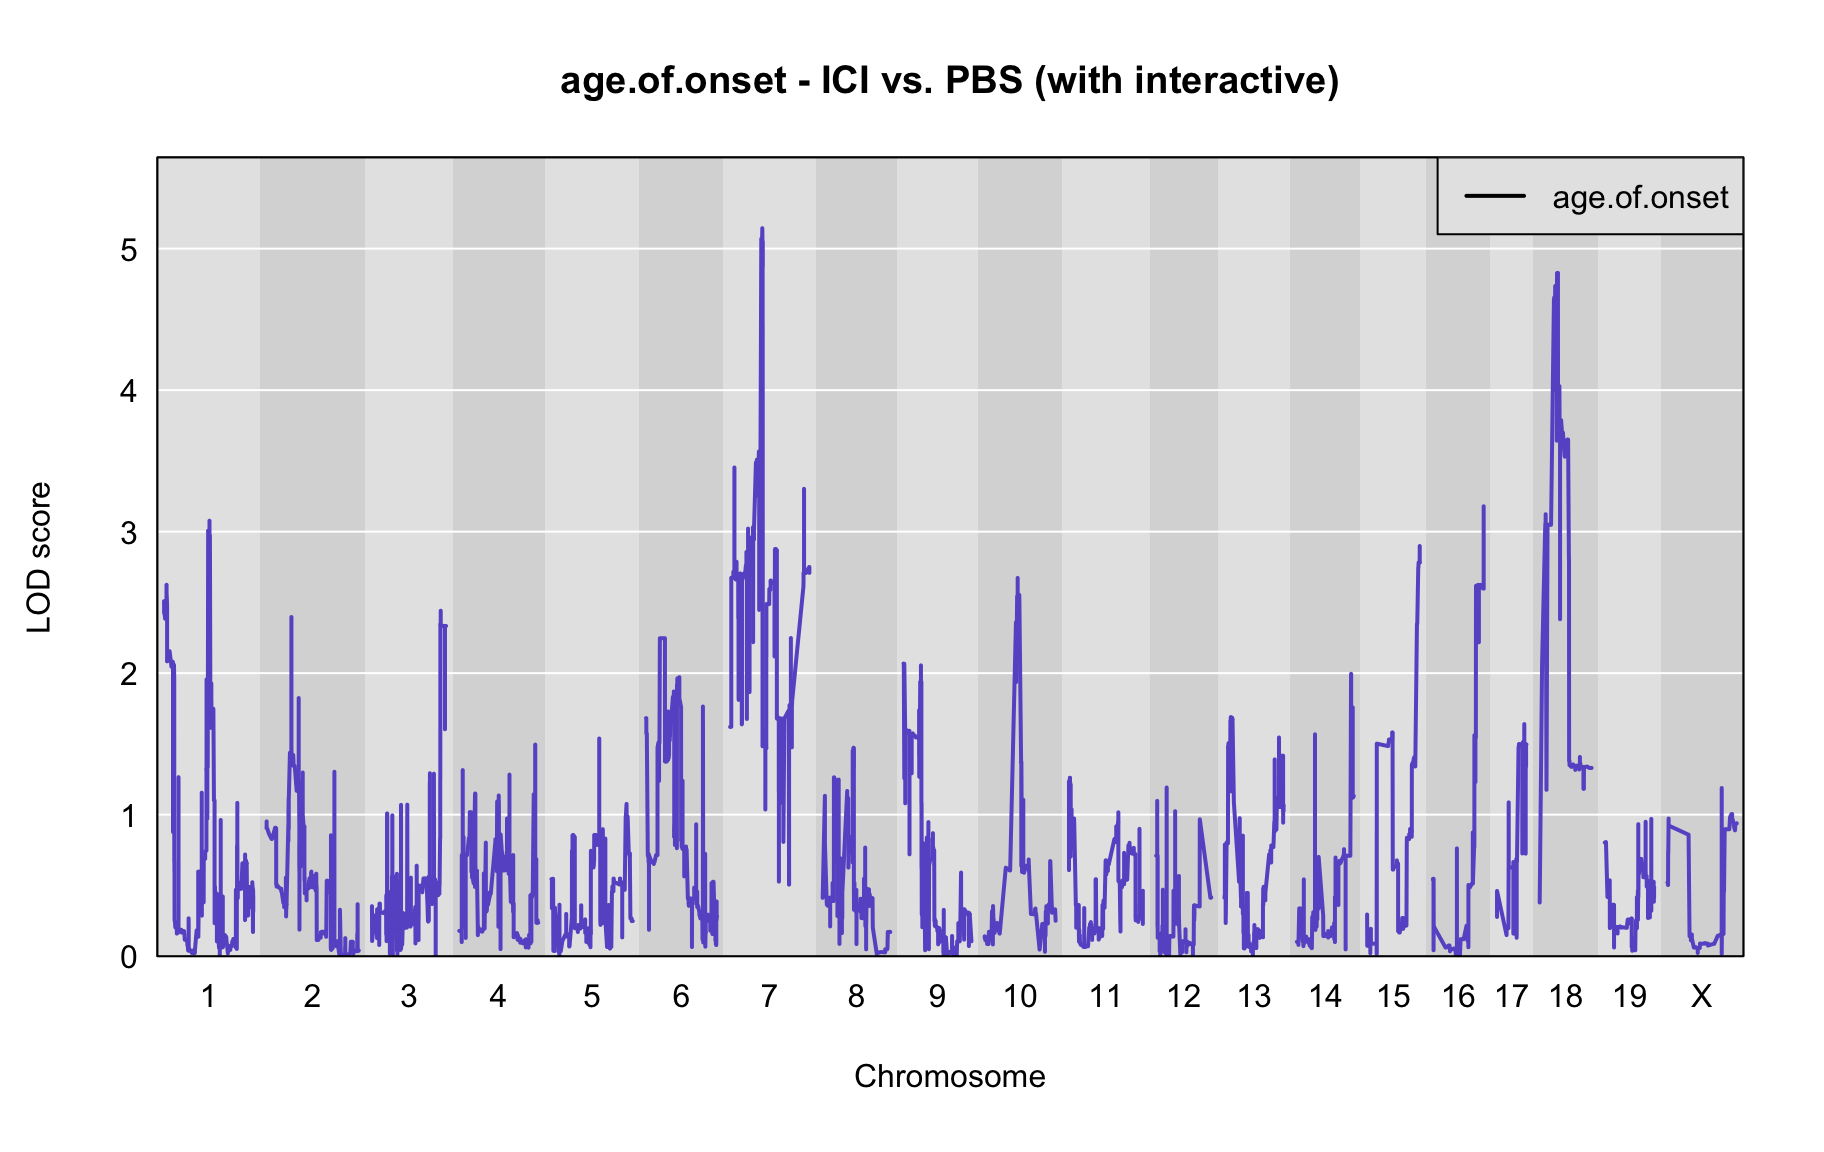 age.of.onset - ICI vs. PBS (with interactive)
age.of.onset
LOD score
5
4
3
2
1
0
1 2 3 4 5 6 7 8 9 10 11 12 13 14 15 16 17 18 19 X
Chromosome